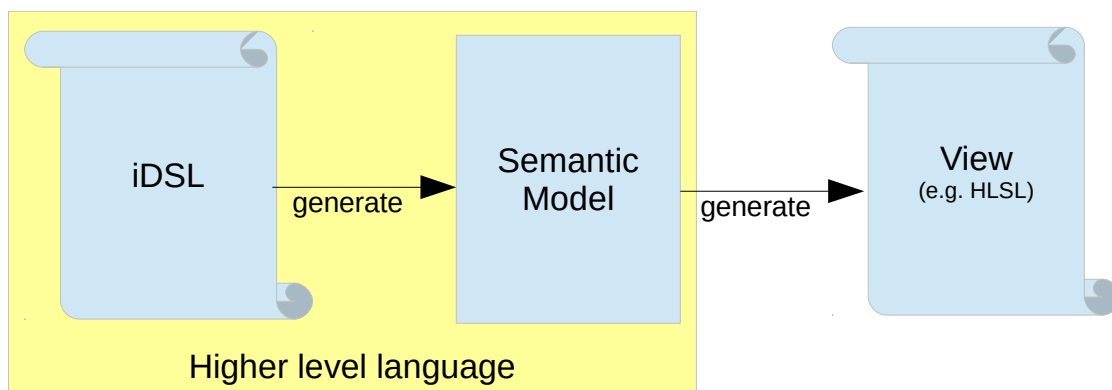 iDSL
generate
Semantic
Model
generate
View
(e.g. HLSL)
Higher level language